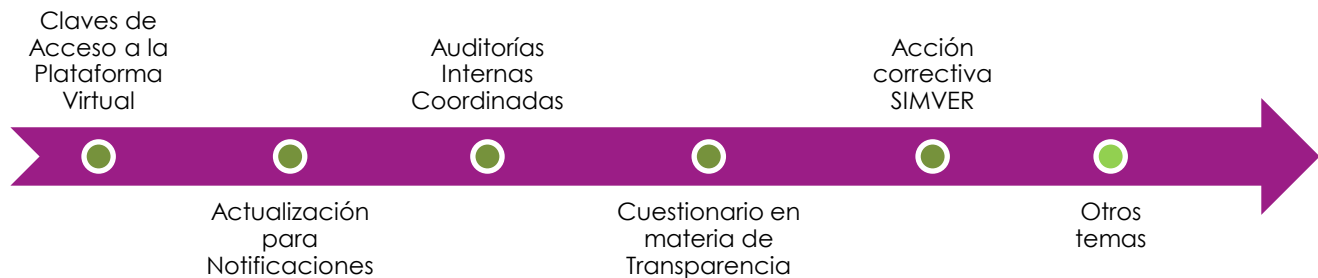 Claves de
Acceso a la
Plataforma
Virtual
Actualización
para
Notificaciones
Auditorías
Internas
Coordinadas
Cuestionario en
materia de
Transparencia
Acción
correctiva
SIMVER
Otros
temas